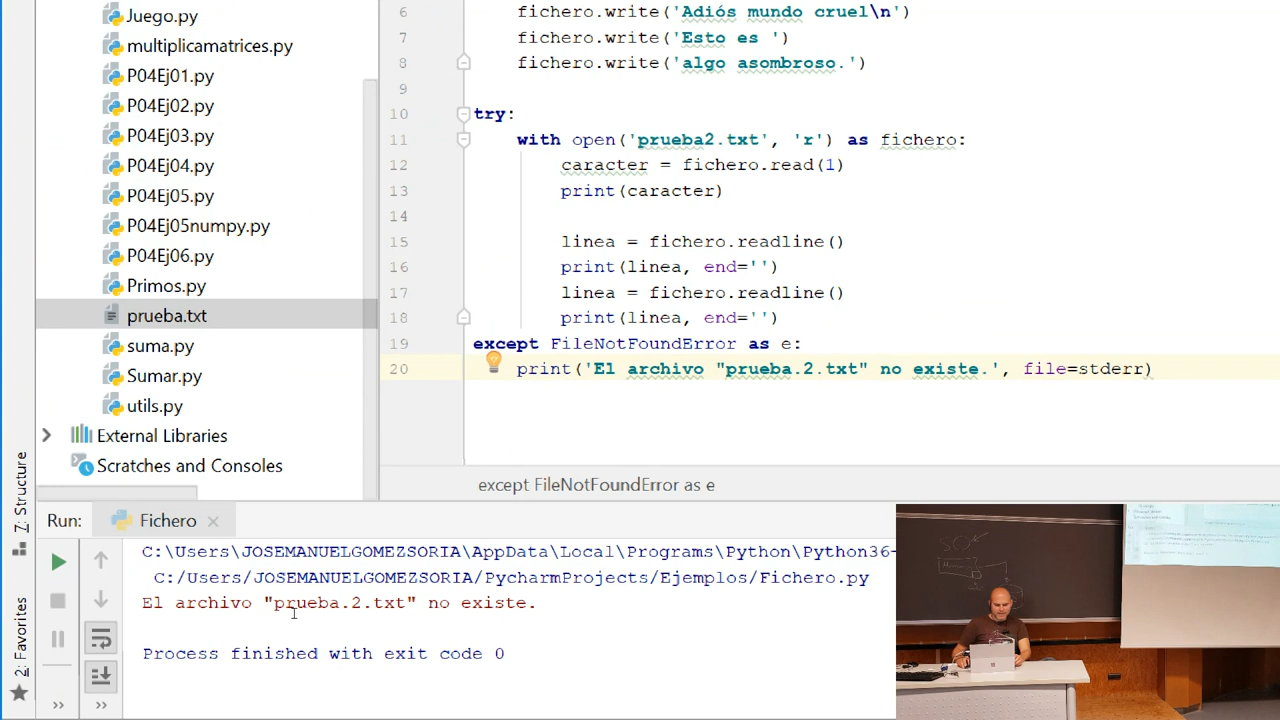 Juego.py
multiplicamatrices.py
P04Ej01.py
P04Ej02.py
P04Ej03.py
P04Ej04.py
P04Ej05.py
P04Ej05numpy.py
P04Ej06.py
Primos.py
prueba.txt
suma.py
Sumar.py
utils.py
External Libraries
Scratches and Consoles
6 fichero.write('Adiós mundo cruel\n')
7 fichero.write('Esto es ')
8 fichero.write('algo asombroso.')
9
10 try:
11 with open('prueba2.txt', 'r') as fichero:
12 caracter = fichero.read(1)
13 print(caracter)
14
15 linea = fichero.readline()
16 print(linea, end='')
17 linea = fichero.readline()
18 print(linea, end='')
19 except FileNotFoundError as e:
20 print('El archivo "prueba.2.txt" no existe.', file=stderr)
except FileNotFoundError as e
Z: Structure
2: Favorites
Run: Fichero
C:\Users\JOSEMANUELGOMEZSORIA\AppData\Local\Programs\Python\Python36-
C:/Users/JOSEMANUELGOMEZSORIA/PycharmProjects/Ejemplos/Fichero.py
El archivo "prueba.2.txt" no existe.
Process finished with exit code 0
SO